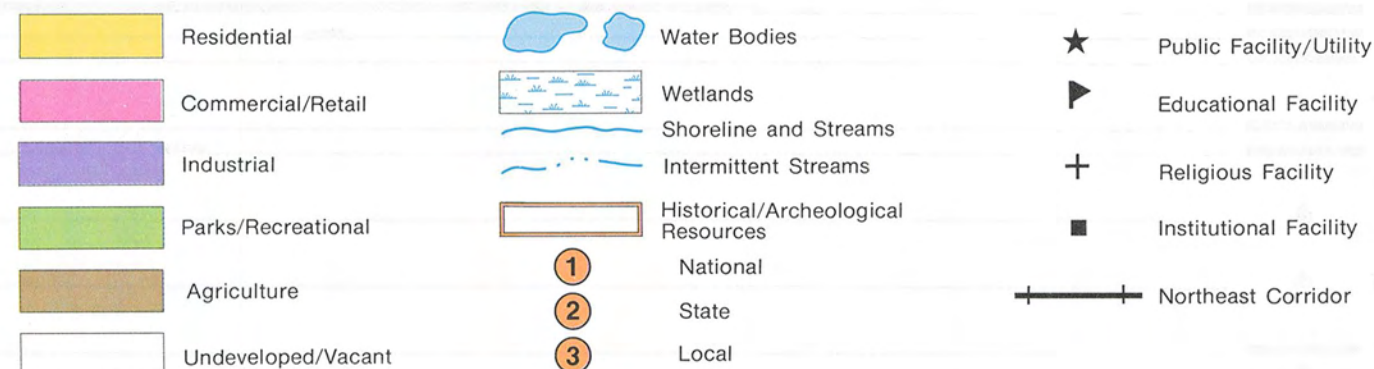 Residential
Commercial/Retail
Industrial
Parks/Recreational
Agriculture
Undeveloped/Vacant
Water Bodies
Wetlands
Shoreline and Streams
Intermittent Streams
Historical/Archeological
Resources
1 National
2 State
3 Local
Public Facility/Utility
Educational Facility
Religious Facility
Institutional Facility
Northeast Corridor